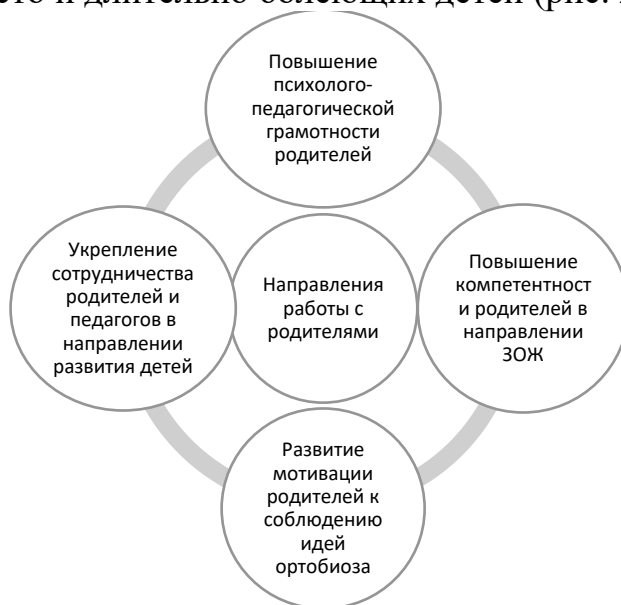 и длительно болеющих детей (рис.
Повышение
психолого-
педагогической
грамотности
родителей
Укрепление
сотрудничества
родителей и
педагогов в
направлении
развития детей
Направления
работы с
родителями
Повышение
компетентност
и родителей в
направлении
ЗОЖ
Развитие
мотивации
родителей к
соблюдению
идей
ортобиоза